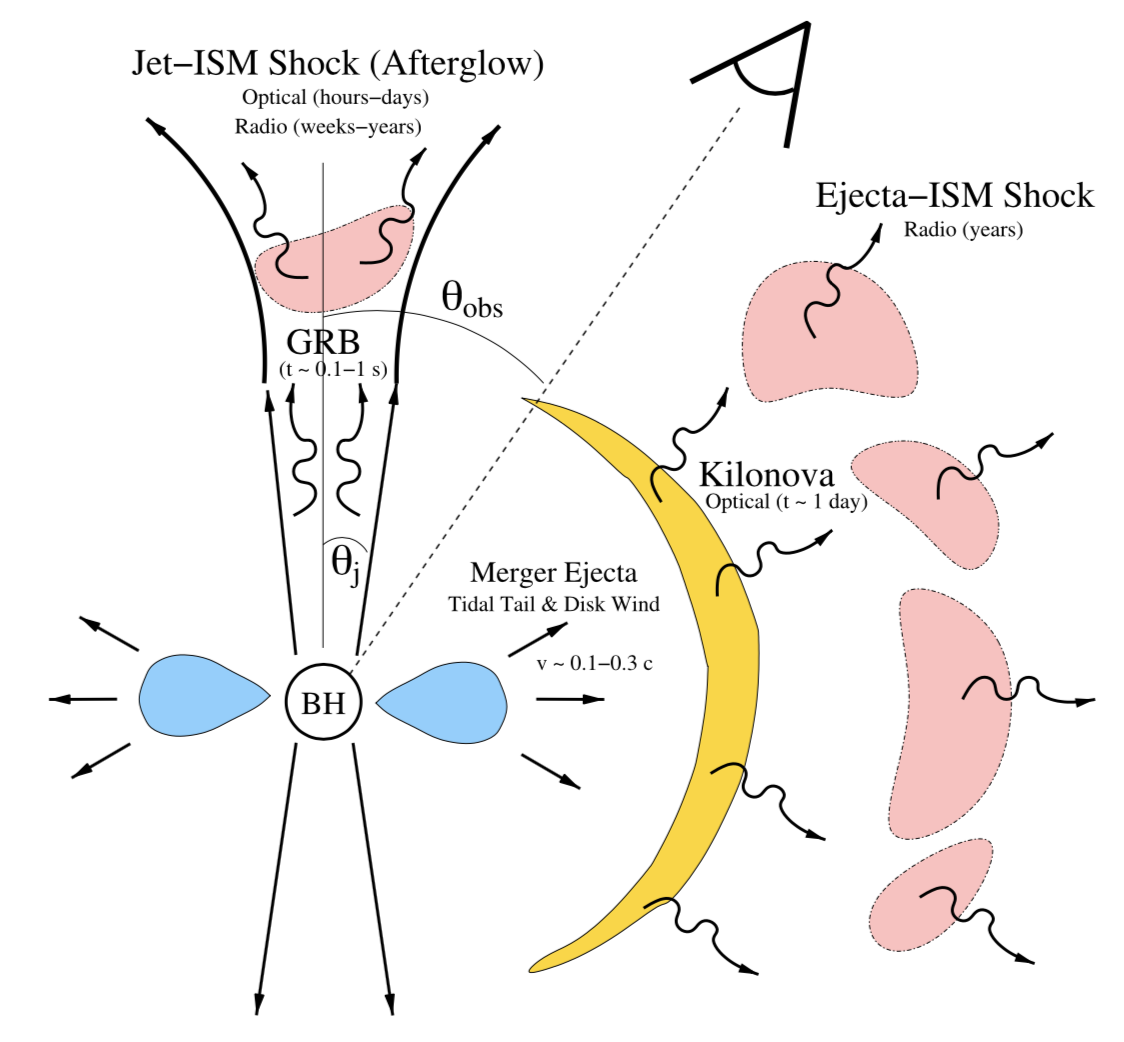 Jet–ISM Shock (Afterglow)
Optical (hours–days)
Radio (weeks–years)
Ejecta–ISM Shock
Radio (years)
θobs
GRB
(t ~ 0.1–1 s)
Kilonova
Optical (t ~ 1 day)
θj
Merger Ejecta
Tidal Tail & Disk Wind
v ~ 0.1–0.3 c
BH